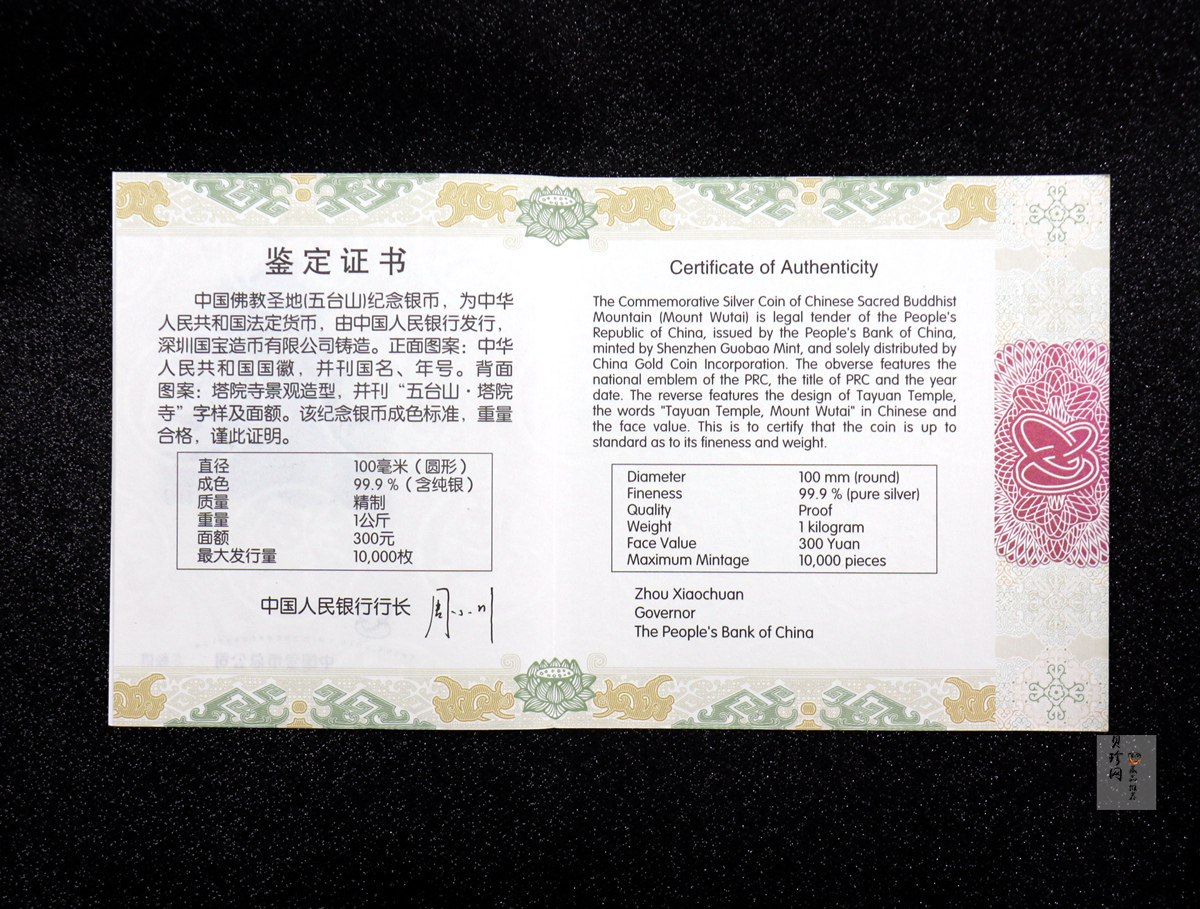 鉴定证书
中国佛教圣地(五台山)纪念银币，为中华
人民共和国法定货币，由中国人民银行发行，
深圳国宝造币有限公司铸造。正面图案：中华
人民共和国国徽，并刊国名、年号。背面
图案：塔院寺景观造型，并刊“五台山·塔院
寺”字样及面额。该纪念银币成色标准，重量
合格，谨此证明。
直径 100毫米（圆形）
成色 99.9％（含纯银）
质量 精制
重量 1公斤
面额 300元
最大发行量 10,000枚
中国人民银行行长
Certificate of Authenticity
The Commemorative Silver Coin of Chinese Sacred Buddhist
Mountain (Mount Wutai) is legal tender of the People's
Republic of China, issued by the People's Bank of China,
minted by Shenzhen Guobao Mint, and solely distributed by
China Gold Coin Incorporation. The obverse features the
national emblem of the PRC, the title of PRC and the year
date. The reverse features the design of Tayuan Temple,
the words "Tayuan Temple, Mount Wutai" in Chinese and
the face value. This is to certify that the coin is up to
standard as to its fineness and weight.
Diameter 100 mm (round)
Fineness 99.9 % (pure silver)
Quality Proof
Weight 1 kilogram
Face Value 300 Yuan
Maximum Mintage 10,000 pieces
Zhou Xiaochuan
Governor
The People's Bank of China